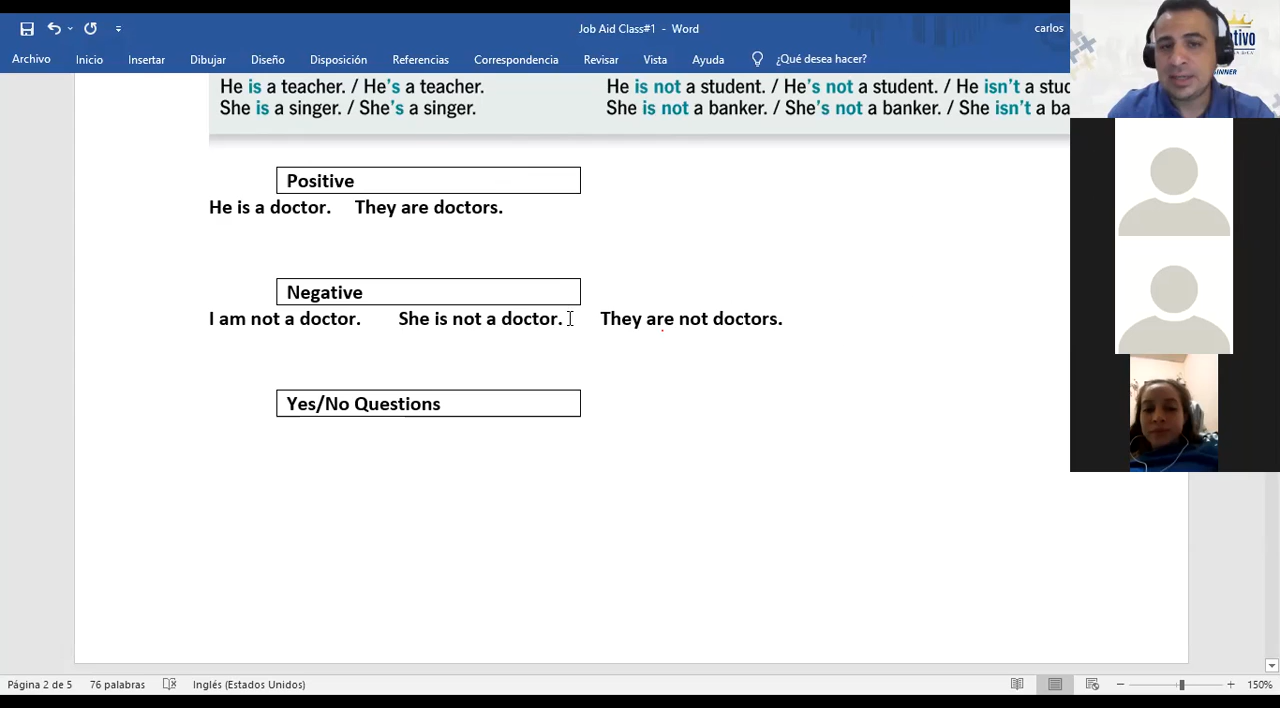 Job Aid Class#1 - Word
carlos
Archivo Inicio Insertar Dibujar Diseño Disposición Referencias Correspondencia Revisar Vista Ayuda ¿Qué desea hacer?
He is a teacher. / He's a teacher.
He is not a student. / He's not a student. / He isn't a
She is a singer. / She's a singer.
She is not a banker. / She's not a banker. / She isn't a
Positive
He is a doctor. They are doctors.
Negative
I am not a doctor. She is not a doctor. They are not doctors.
Yes/No Questions
Página 2 de 5 76 palabras Inglés (Estados Unidos) 150%